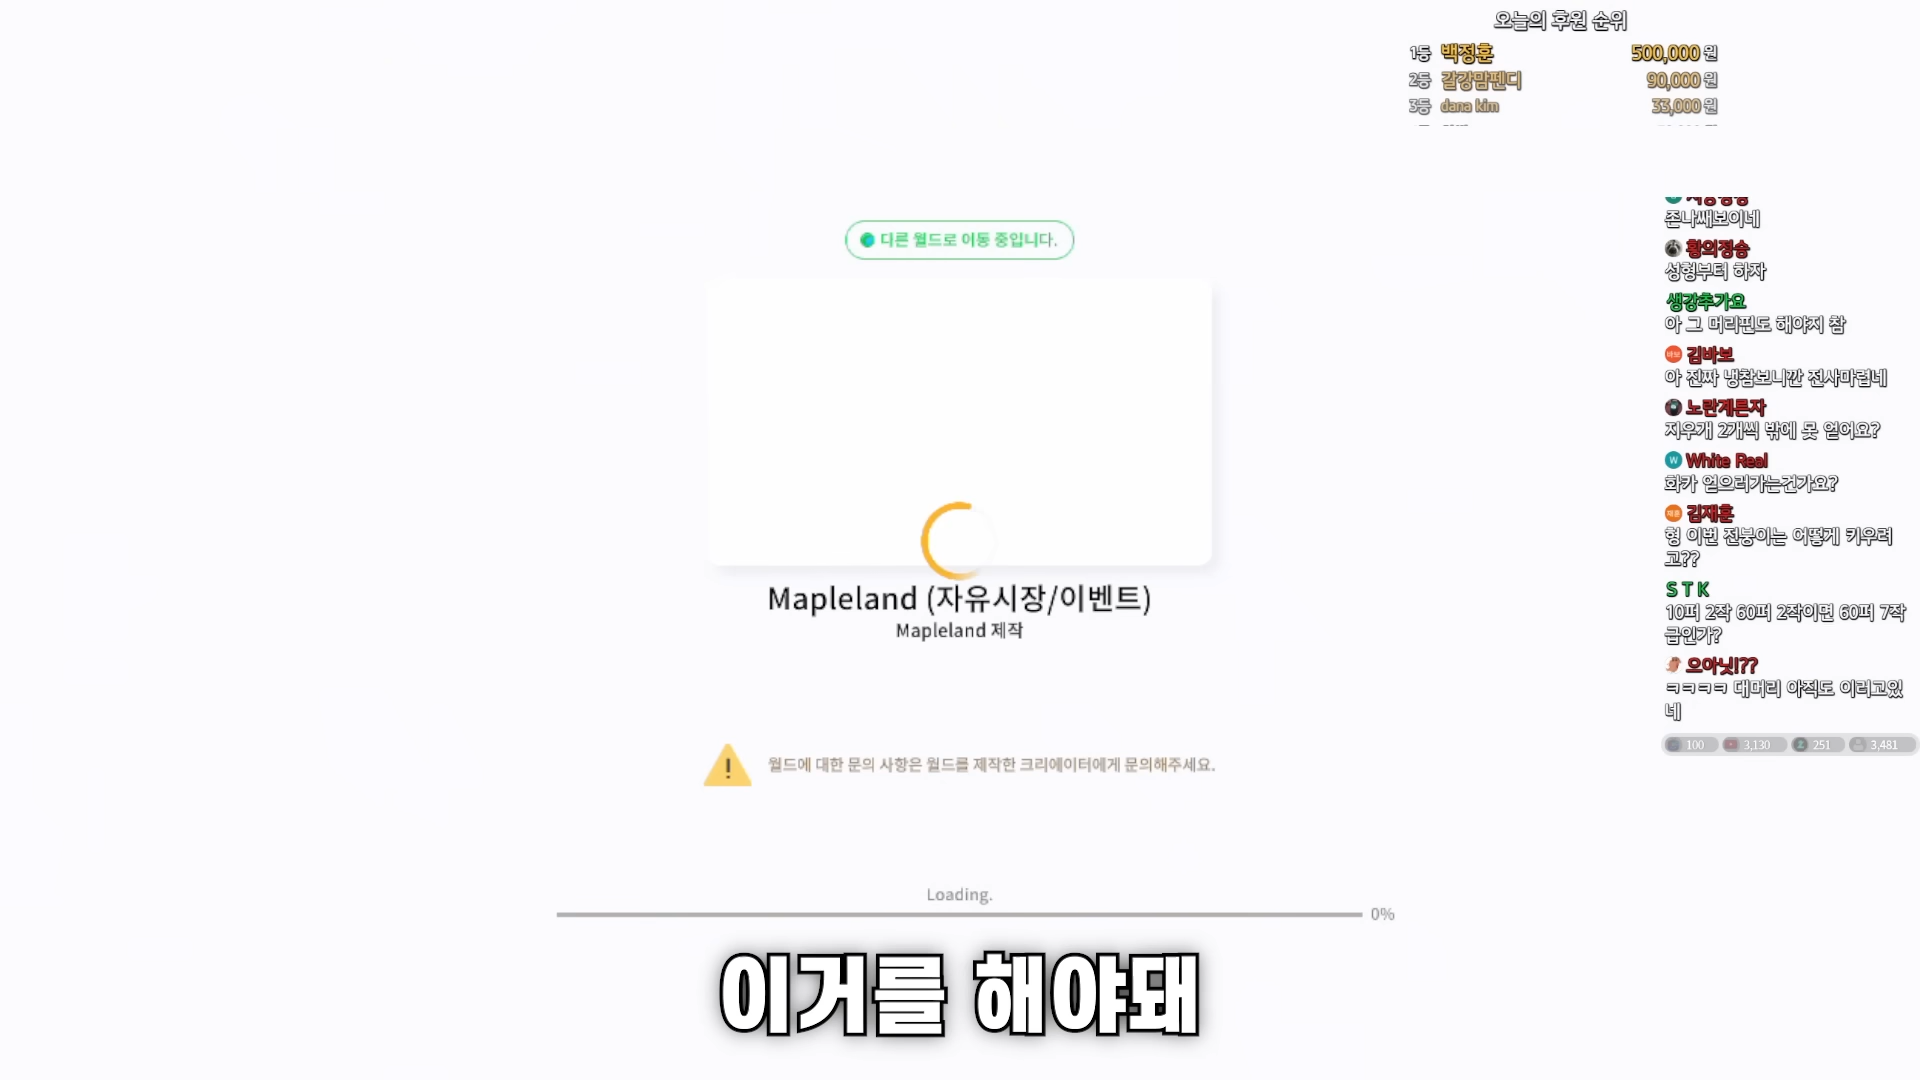 오늘의 후원 순위
1등 백정훈 500,000 원
2등 갈강맘펜디 90,000 원
3등 dana kim 33,000 원
다른 월드로 이동 중입니다.
Mapleland (자유시장/이벤트)
Mapleland 제작
월드에 대한 문의 사항은 월드를 제작한 크리에이터에게 문의해주세요.
Loading.
0%
이거를 해야돼
존나쌔보이네
황의정승
성형부터 하자
생강추가요
아 그 머리핀도 해야지 참
김바보
아 진짜 냉참보니깐 전사마렵네
노란계른자
지우개 2개씩 밖에 못 얻어요?
W White Real
화카 얻으러가는건가요?
김재훈
형 이번 전붕이는 어떻게 키우려
고??
S T K
10퍼 2작 60퍼 2작이면 60퍼 7작
급인가?
오아닛!??
ㅋㅋㅋㅋ 대머리 아직도 이러고있
네
100 3,130 251 3,481